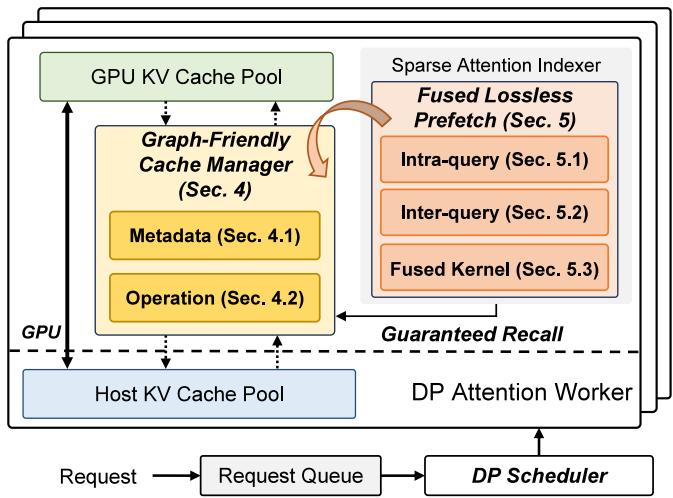 GPU KV Cache Pool
Sparse Attention Indexer
Fused Lossless
Prefetch (Sec. 5)
Graph-Friendly
Cache Manager
(Sec. 4)
Intra-query (Sec. 5.1)
Inter-query (Sec. 5.2)
Metadata (Sec. 4.1)
Fused Kernel (Sec. 5.3)
Operation (Sec. 4.2)
GPU
Guaranteed Recall
Host KV Cache Pool
DP Attention Worker
Request
Request Queue
DP Scheduler